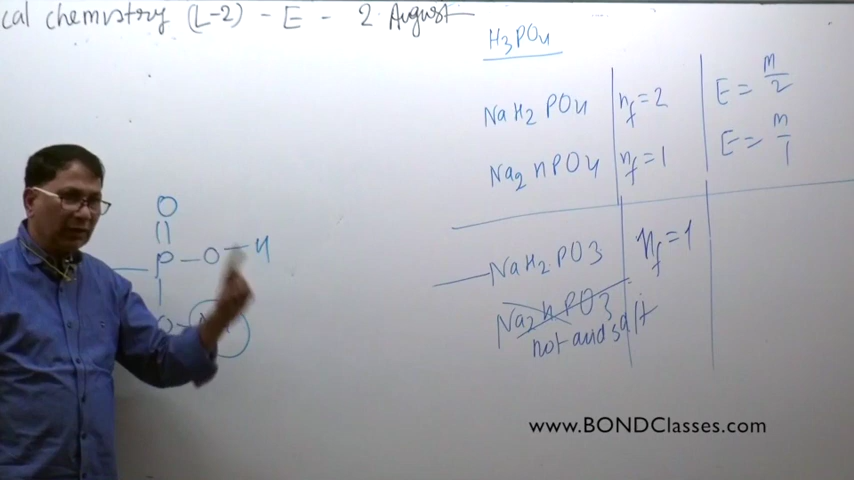 cal chemistry (L-2) - E - 2 August
H3PO4
NaH2PO4 nf=2 E= m/2
Na2HPO4 nf=1 E= m/1
O
P-O-H
O
NaH2PO3 nf=1
Na2HPO3
not acid salt
www.BONDClasses.com